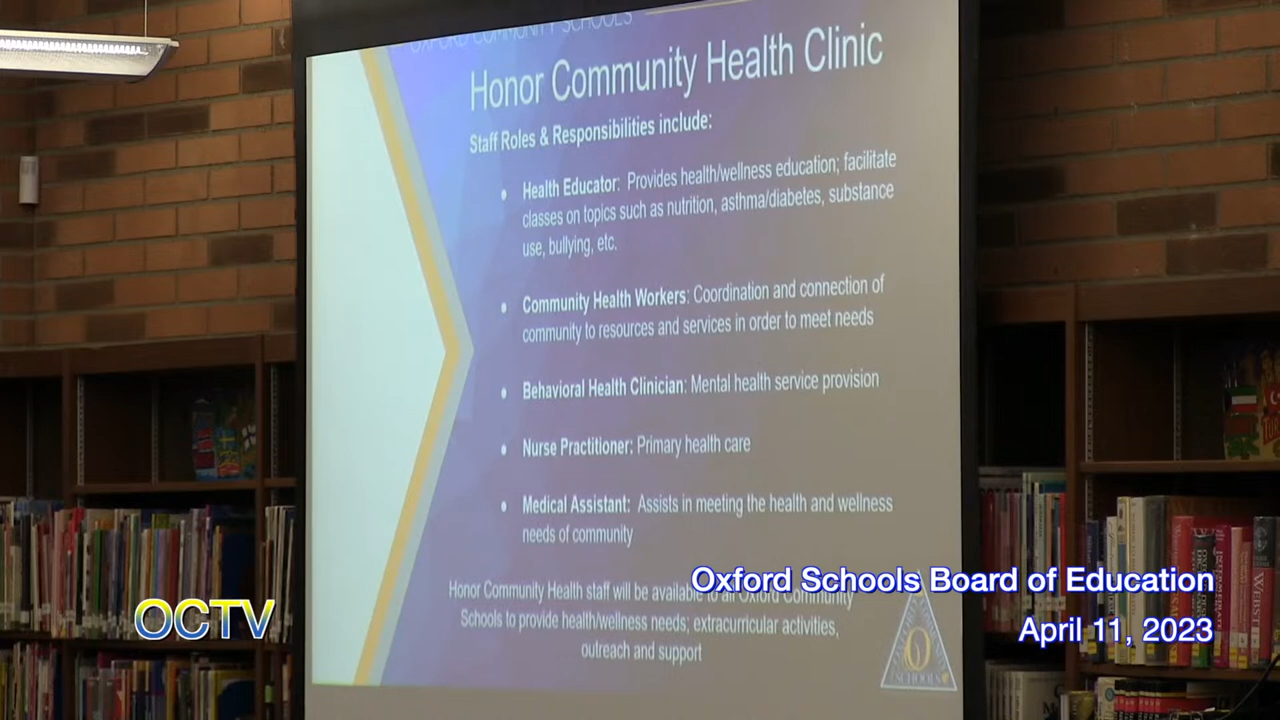 OXFORD COMMUNITY SCHOOLS
Honor Community Health Clinic
Staff Roles & Responsibilities include:
• Health Educator: Provides health/wellness education; facilitate
classes on topics such as nutrition, asthma/diabetes, substance
use, bullying, etc.
• Community Health Workers: Coordination and connection of
community to resources and services in order to meet needs
• Behavioral Health Clinician: Mental health service provision
• Nurse Practitioner: Primary health care
• Medical Assistant: Assists in meeting the health and wellness
needs of community
Honor Community Health staff will be available to all Oxford Community
Schools to provide health/wellness needs; extracurricular activities,
outreach and support
O
SCHOOLS
Oxford Schools Board of Education
April 11, 2023
OCTV
WEBSTER